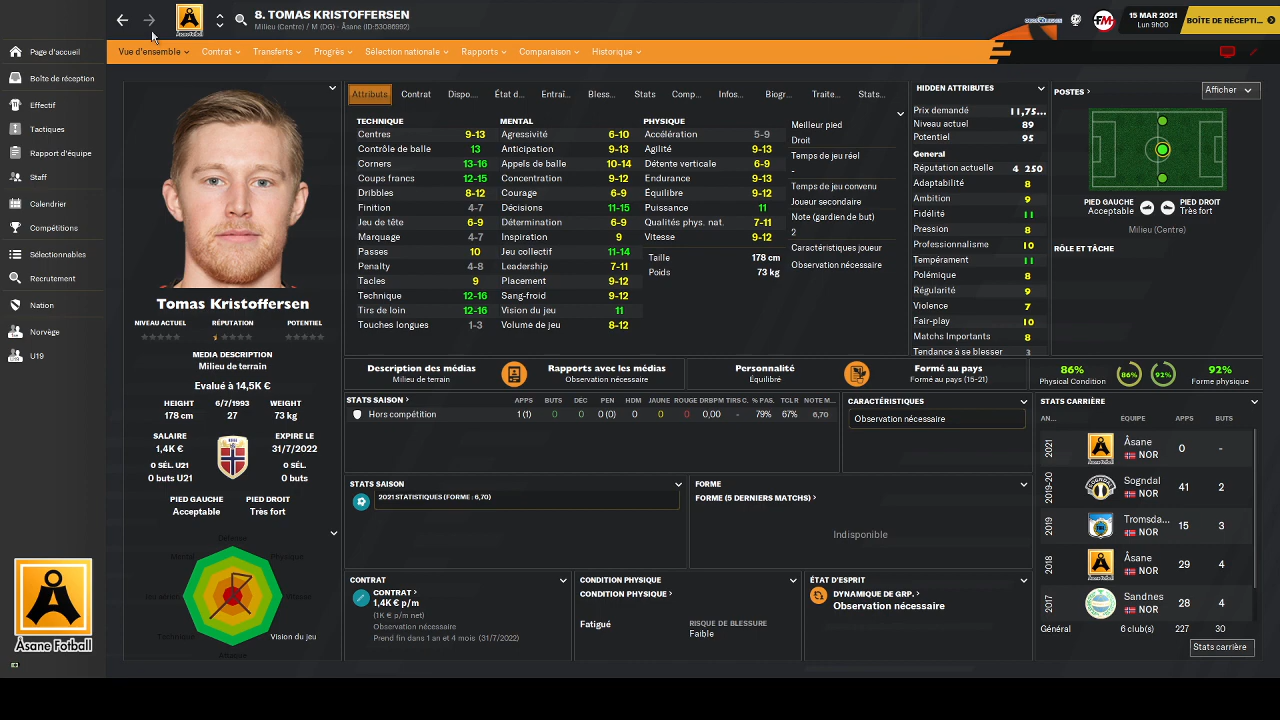 8. TOMAS KRISTOFFERSEN
Milieu (Centre) / M (DG) - Åsane (ID-53080992)
15 MAR 2021
Lun 9h00
BOÎTE DE RÉCEPTI...
Page d'accueil
Boîte de réception
Effectif
Tactiques
Rapport d'équipe
Staff
Calendrier
Compétitions
Sélectionnables
Recrutement
Nation
Norvège
U19
Åsane Fotball
Vue d'ensemble
Contrat
Transferts
Progrès
Sélection nationale
Rapports
Comparaison
Historique
Tomas Kristoffersen
NIVEAU ACTUEL
RÉPUTATION
POTENTIEL
MEDIA DESCRIPTION
Milieu de terrain
Evalué à 14,5K €
HEIGHT 6/7/1993 WEIGHT
178 cm 27 73 kg
SALAIRE EXPIRE LE
1,4K € 31/7/2022
0 SÉL. U21 0 SÉL.
0 buts U21 0 buts
PIED GAUCHE PIED DROIT
Acceptable Très fort
Vision du jeu
Attributs Contrat Dispo... État d... Entraî... Bless... Stats Comp... Infos... Biogr... Traite... Stats...
TECHNIQUE
Centres 9-13
Contrôle de balle 13
Corners 13-16
Coups francs 12-15
Dribbles 8-12
Finition 4-7
Jeu de tête 6-9
Marquage 4-7
Passes 10
Penalty 4-8
Tacles 9
Technique 12-16
Tirs de loin 12-16
Touches longues 1-3
MENTAL
Agressivité 6-10
Anticipation 9-13
Appels de balle 10-14
Concentration 9-12
Courage 6-9
Décisions 11-15
Détermination 6-9
Inspiration 9
Jeu collectif 11-14
Leadership 7-11
Placement 9-12
Sang-froid 9-12
Vision du jeu 11
Volume de jeu 8-12
PHYSIQUE
Accélération 5-9
Agilité 9-13
Détente verticale 6-9
Endurance 9-13
Équilibre 9-12
Puissance 11
Qualités phys. nat. 7-11
Vitesse 9-12
Taille 178 cm
Poids 73 kg
Meilleur pied
Droit
Temps de jeu réel
-
Temps de jeu convenu
Joueur secondaire
Note (gardien de but)
2
Caractéristiques joueur
Observation nécessaire
HIDDEN ATTRIBUTES
Prix demandé 11,75...
Niveau actuel 89
Potentiel 95
General
Réputation actuelle 4 250
Adaptabilité 8
Ambition 9
Fidélité 11
Pression 8
Professionnalisme 10
Tempérament 11
Polémique 8
Régularité 9
Violence 7
Fair-play 10
Matchs Importants 8
Tendance à se blesser 3
POSTES
Afficher
PIED GAUCHE
Acceptable
PIED DROIT
Très fort
Milieu (Centre)
RÔLE ET TÂCHE
Description des médias
Milieu de terrain
Rapports avec les médias
Observation nécessaire
Personnalité
Équilibré
Formé au pays
Formé au pays (15-21)
86%
Physical Condition
86%
92%
92%
Forme physique
STATS SAISON APPS BUTS DÉC PEN HDM JAUNE ROUGE DRBPM TIRS C. % PAS. TCL R NOTE M...
Hors compétition 1 (1) 0 0 0 (0) 0 0 0 0,00 - 79% 67% 6,70
CARACTÉRISTIQUES
Observation nécessaire
STATS SAISON
2021 STATISTIQUES (FORME : 6,70)
FORME
FORME (5 DERNIERS MATCHS)
Indisponible
CONTRAT
CONTRAT
1,4K € p/m
(1K € p/m net)
Observation nécessaire
Prend fin dans 1 an et 4 mois (31/7/2022)
CONDITION PHYSIQUE
CONDITION PHYSIQUE
Fatigué
RISQUE DE BLESSURE
Faible
ÉTAT D'ESPRIT
DYNAMIQUE DE GRP.
Observation nécessaire
STATS CARRIÈRE
AN... EQUIPE APPS BUTS
2021 Åsane NOR 0 -
2019-20 Sogndal NOR 41 2
2019 Tromsda... NOR 15 3
2018 Åsane NOR 29 4
2017 Sandnes NOR 28 4
Général 6 club(s) 227 30
Stats carrière